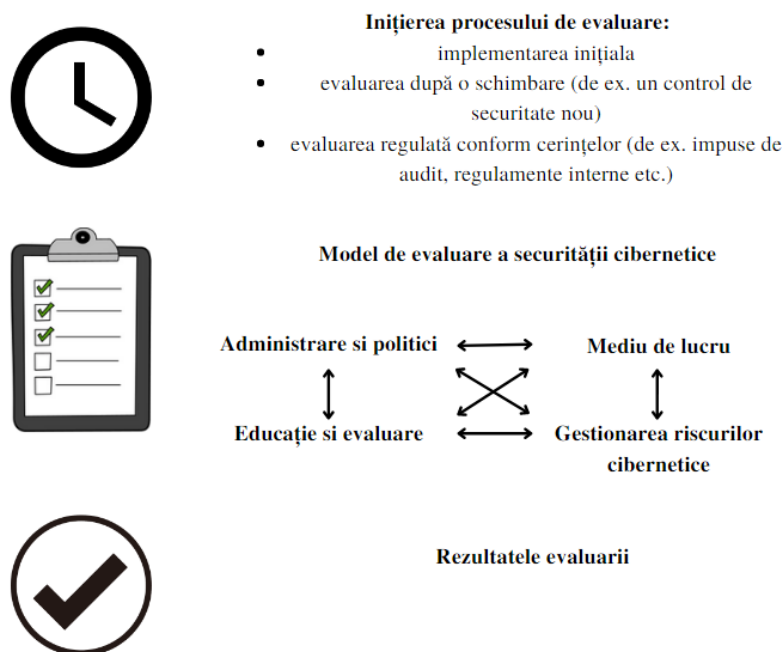 Inițierea procesului de evaluare:
• implementarea inițiala
• evaluarea după o schimbare (de ex. un control de
securitate nou)
• evaluarea regulată conform cerințelor (de ex. impuse de
audit, regulamente interne etc.)
Model de evaluare a securității cibernetice
Administrare si politici
Mediu de lucru
Educație si evaluare
Gestionarea riscurilor
cibernetice
Rezultatele evaluarii